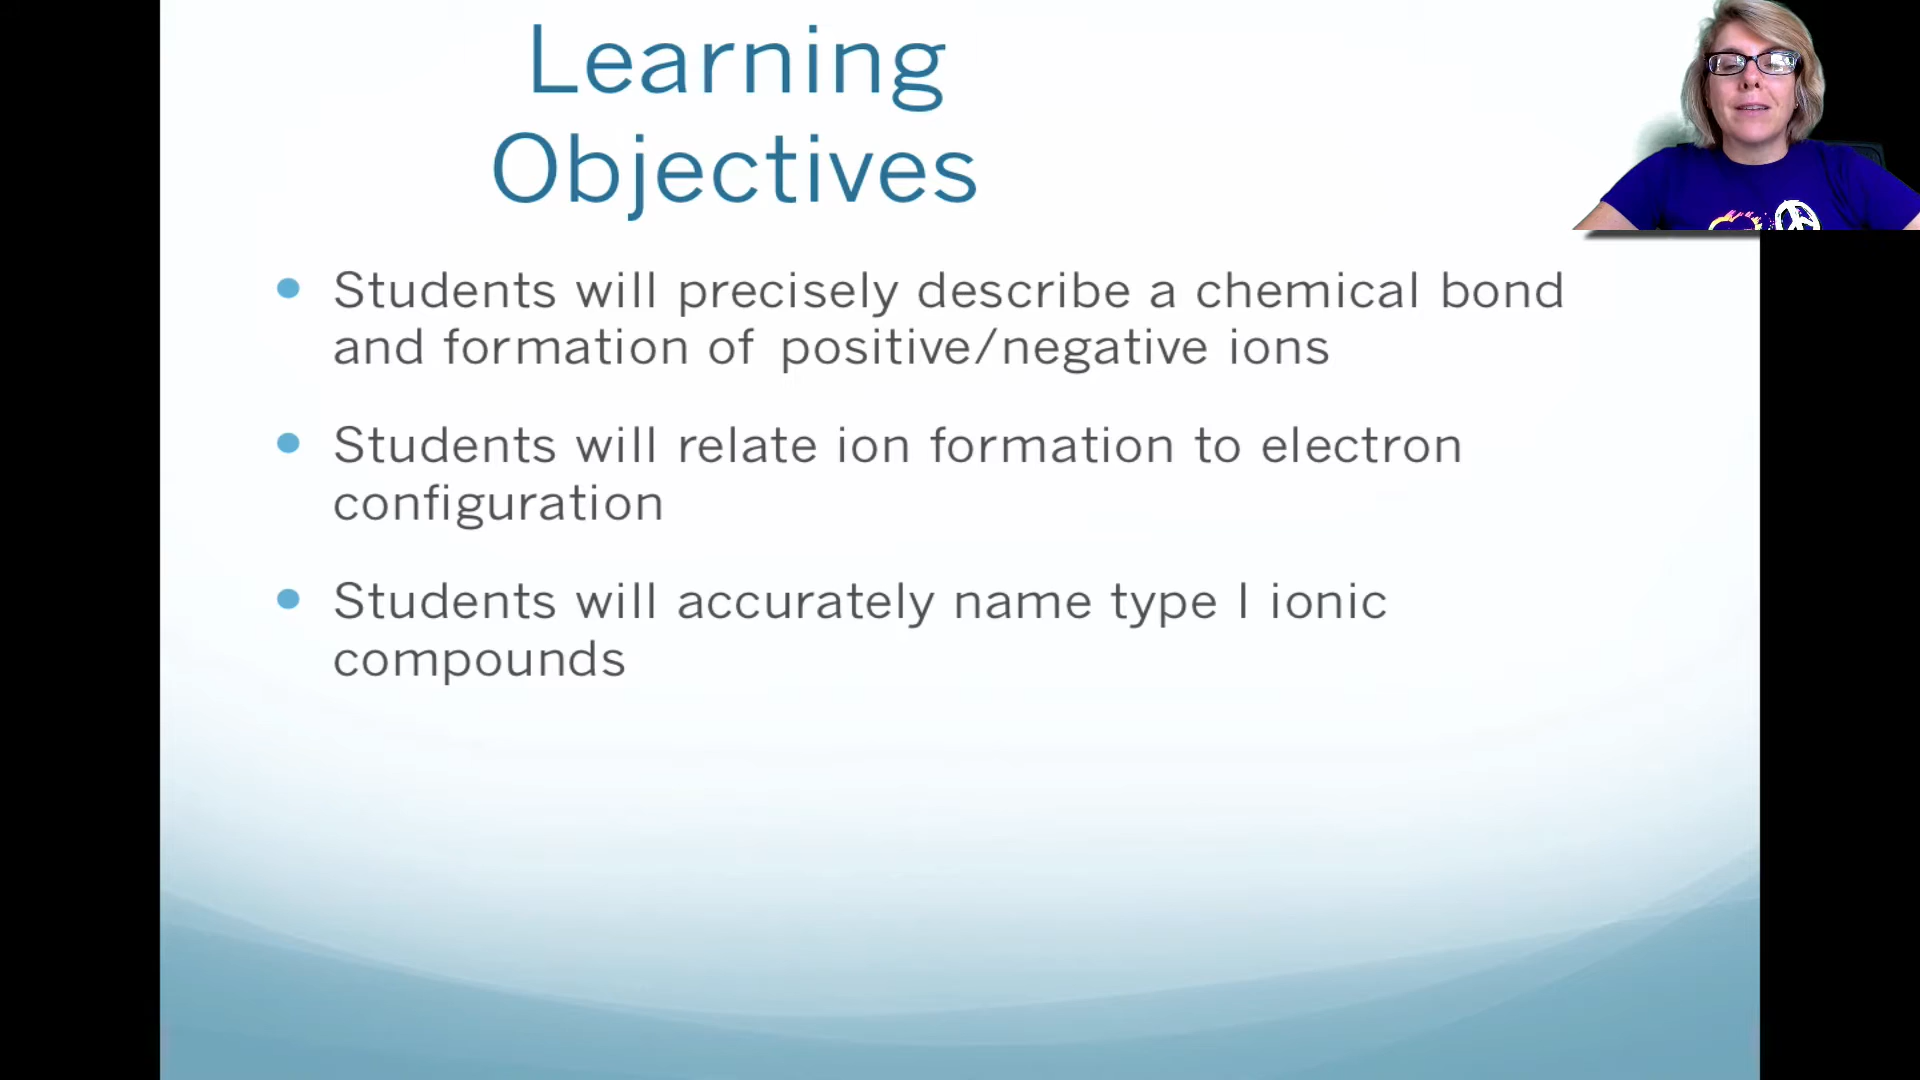 Learning
Objectives
Students will precisely describe a chemical bond
and formation of positive/negative ions
Students will relate ion formation to electron
configuration
Students will accurately name type I ionic
compounds